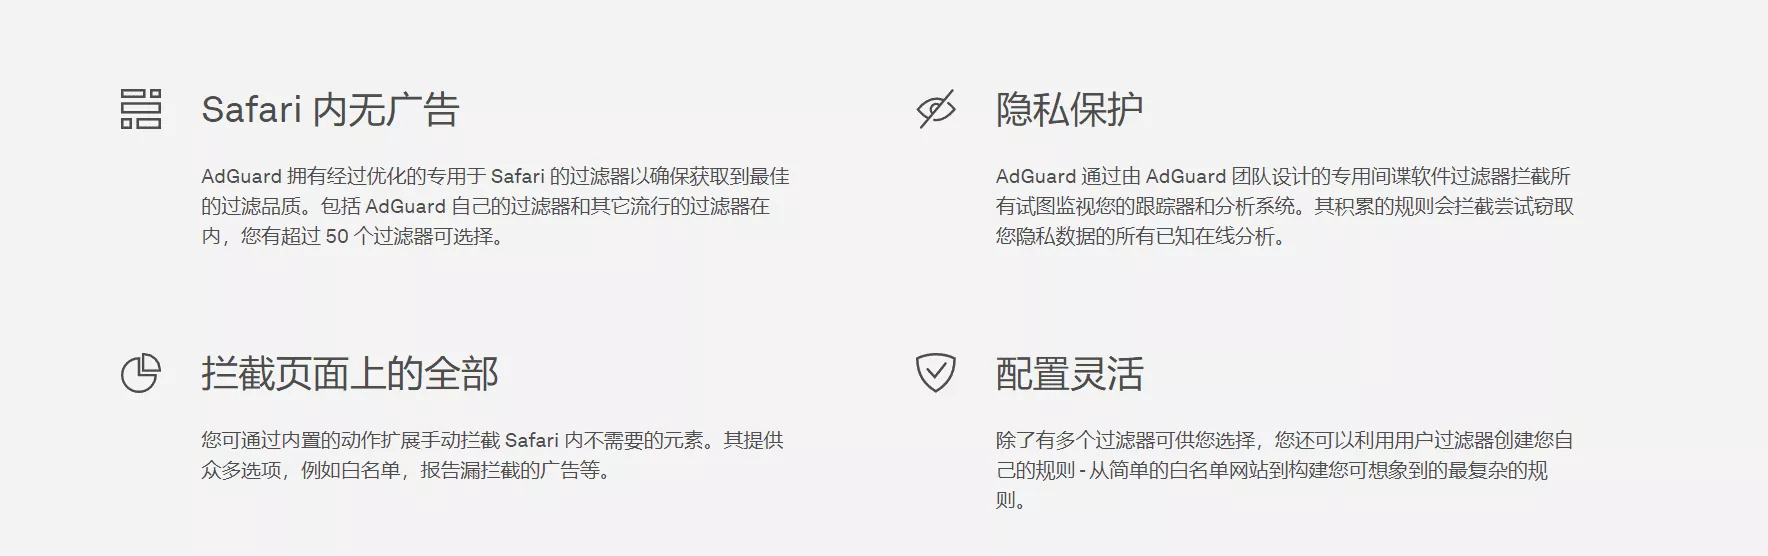 Safari 内无广告
AdGuard 拥有经过优化的专用于 Safari 的过滤器以确保获取到最佳
的过滤品质。包括 AdGuard 自己的过滤器和其它流行的过滤器在
内，您有超过 50 个过滤器可选择。
隐私保护
AdGuard 通过由 AdGuard 团队设计的专用间谍软件过滤器拦截所
有试图监视您的跟踪器和分析系统。其积累的规则会拦截尝试窃取
您隐私数据的所有已知在线分析。
拦截页面上的全部
您可通过内置的动作扩展手动拦截 Safari 内不需要的元素。其提供
众多选项，例如白名单，报告漏拦截的广告等。
配置灵活
除了有多个过滤器可供您选择，您还可以利用用户过滤器创建您自
己的规则 - 从简单的白名单网站到构建您可想象到的最复杂的规
则。